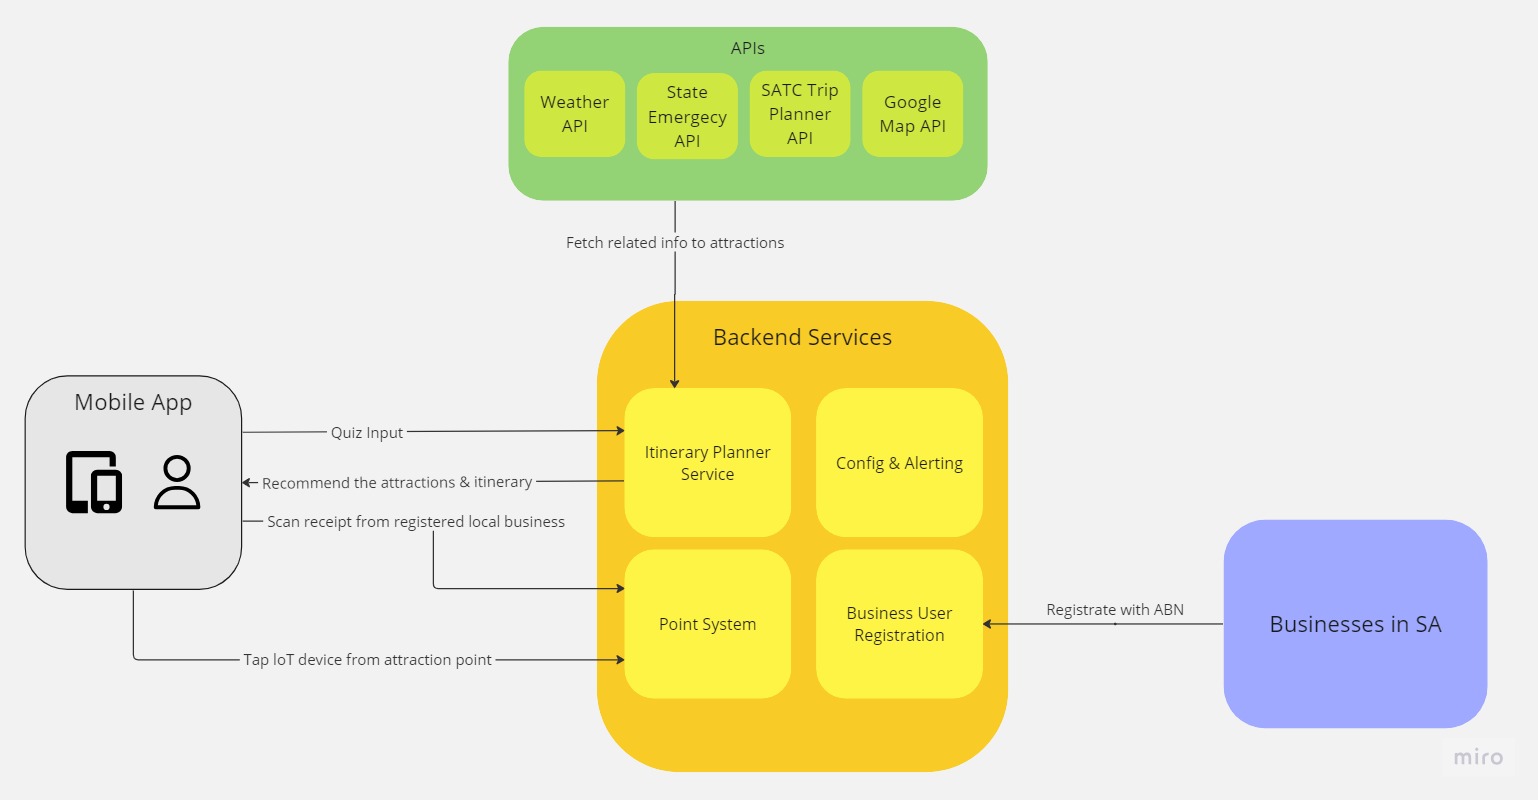 APIs
Weather
API
State
Emergecy
API
SATC Trip
Planner
API
Google
Map API
Fetch related info to attractions
Backend Services
Mobile App
Quiz Input
Recommend the attractions & itinerary
Scan receipt from registered local business
Tap IoT device from attraction point
Itinerary Planner
Service
Config & Alerting
Point System
Business User
Registration
Registrate with ABN
Businesses in SA
miro